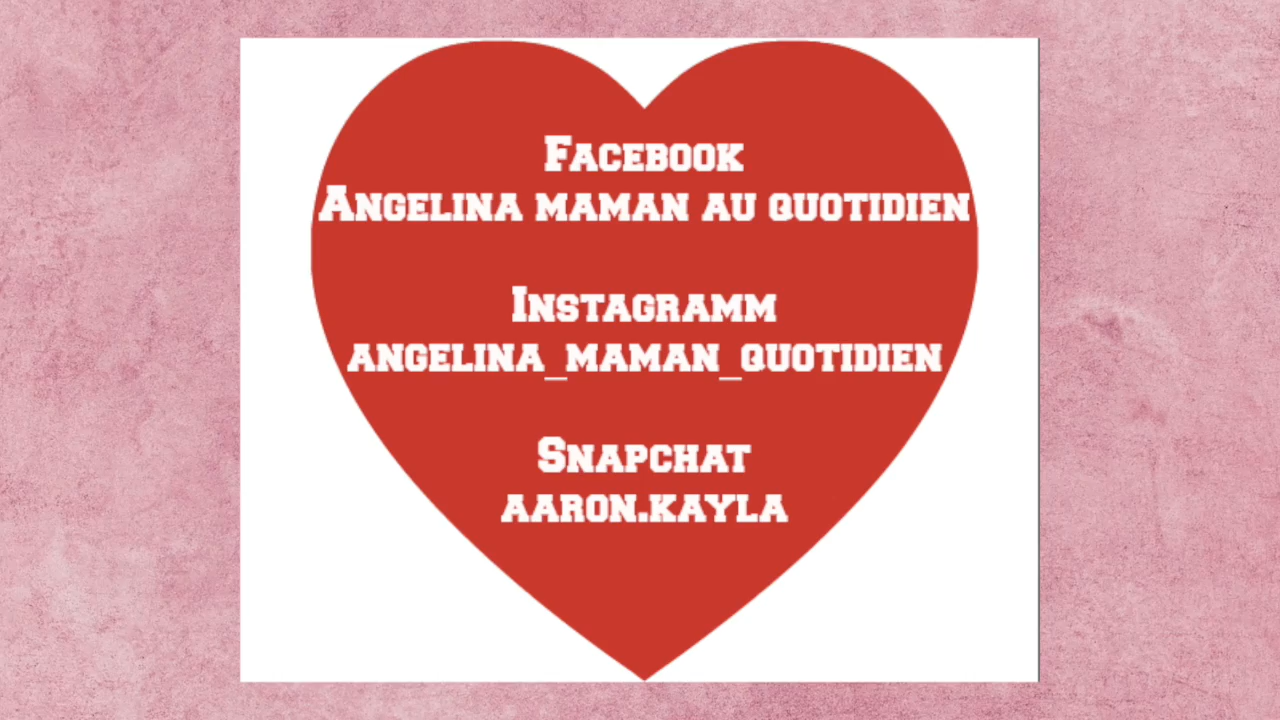 Facebook
Angelina maman au quotidien
Instagramm
angelina_maman_quotidien
Snapchat
aaron.kayla